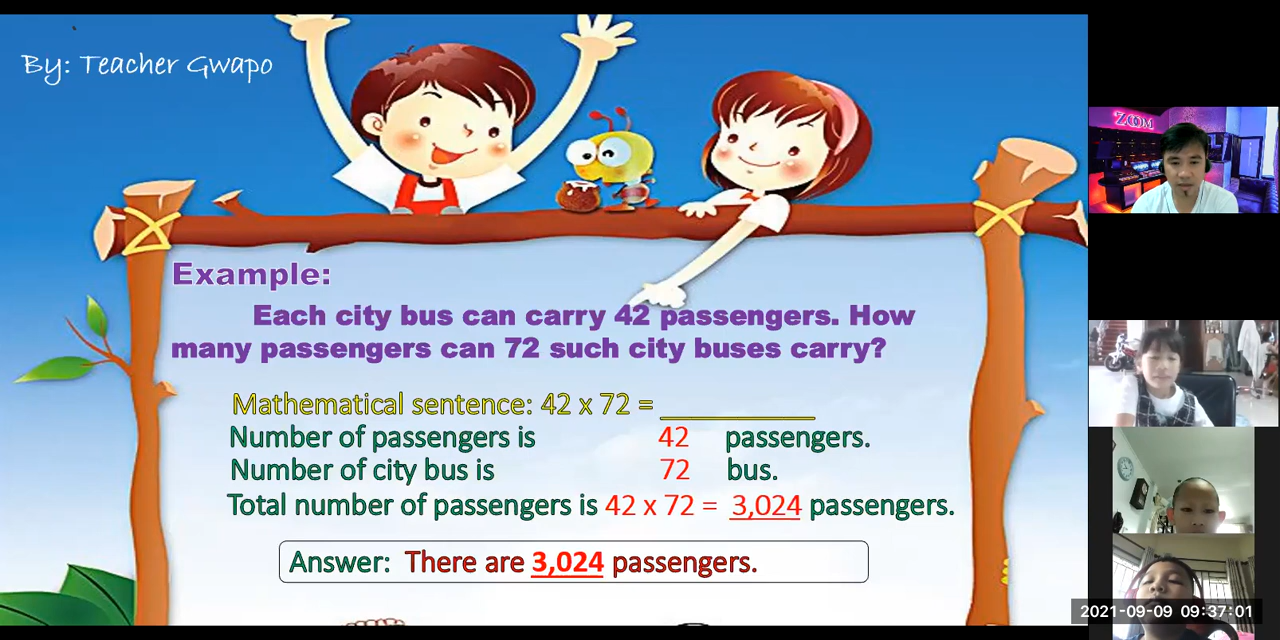 By: Teacher Gwapo
ZOOM
Example:
Each city bus can carry 42 passengers. How
many passengers can 72 such city buses carry?
Mathematical sentence: 42 x 72 = __________
Number of passengers is 42 passengers.
Number of city bus is 72 bus.
Total number of passengers is 42 x 72 = 3,024 passengers.
Answer: There are 3,024 passengers.
2021-09-09 09:37:01